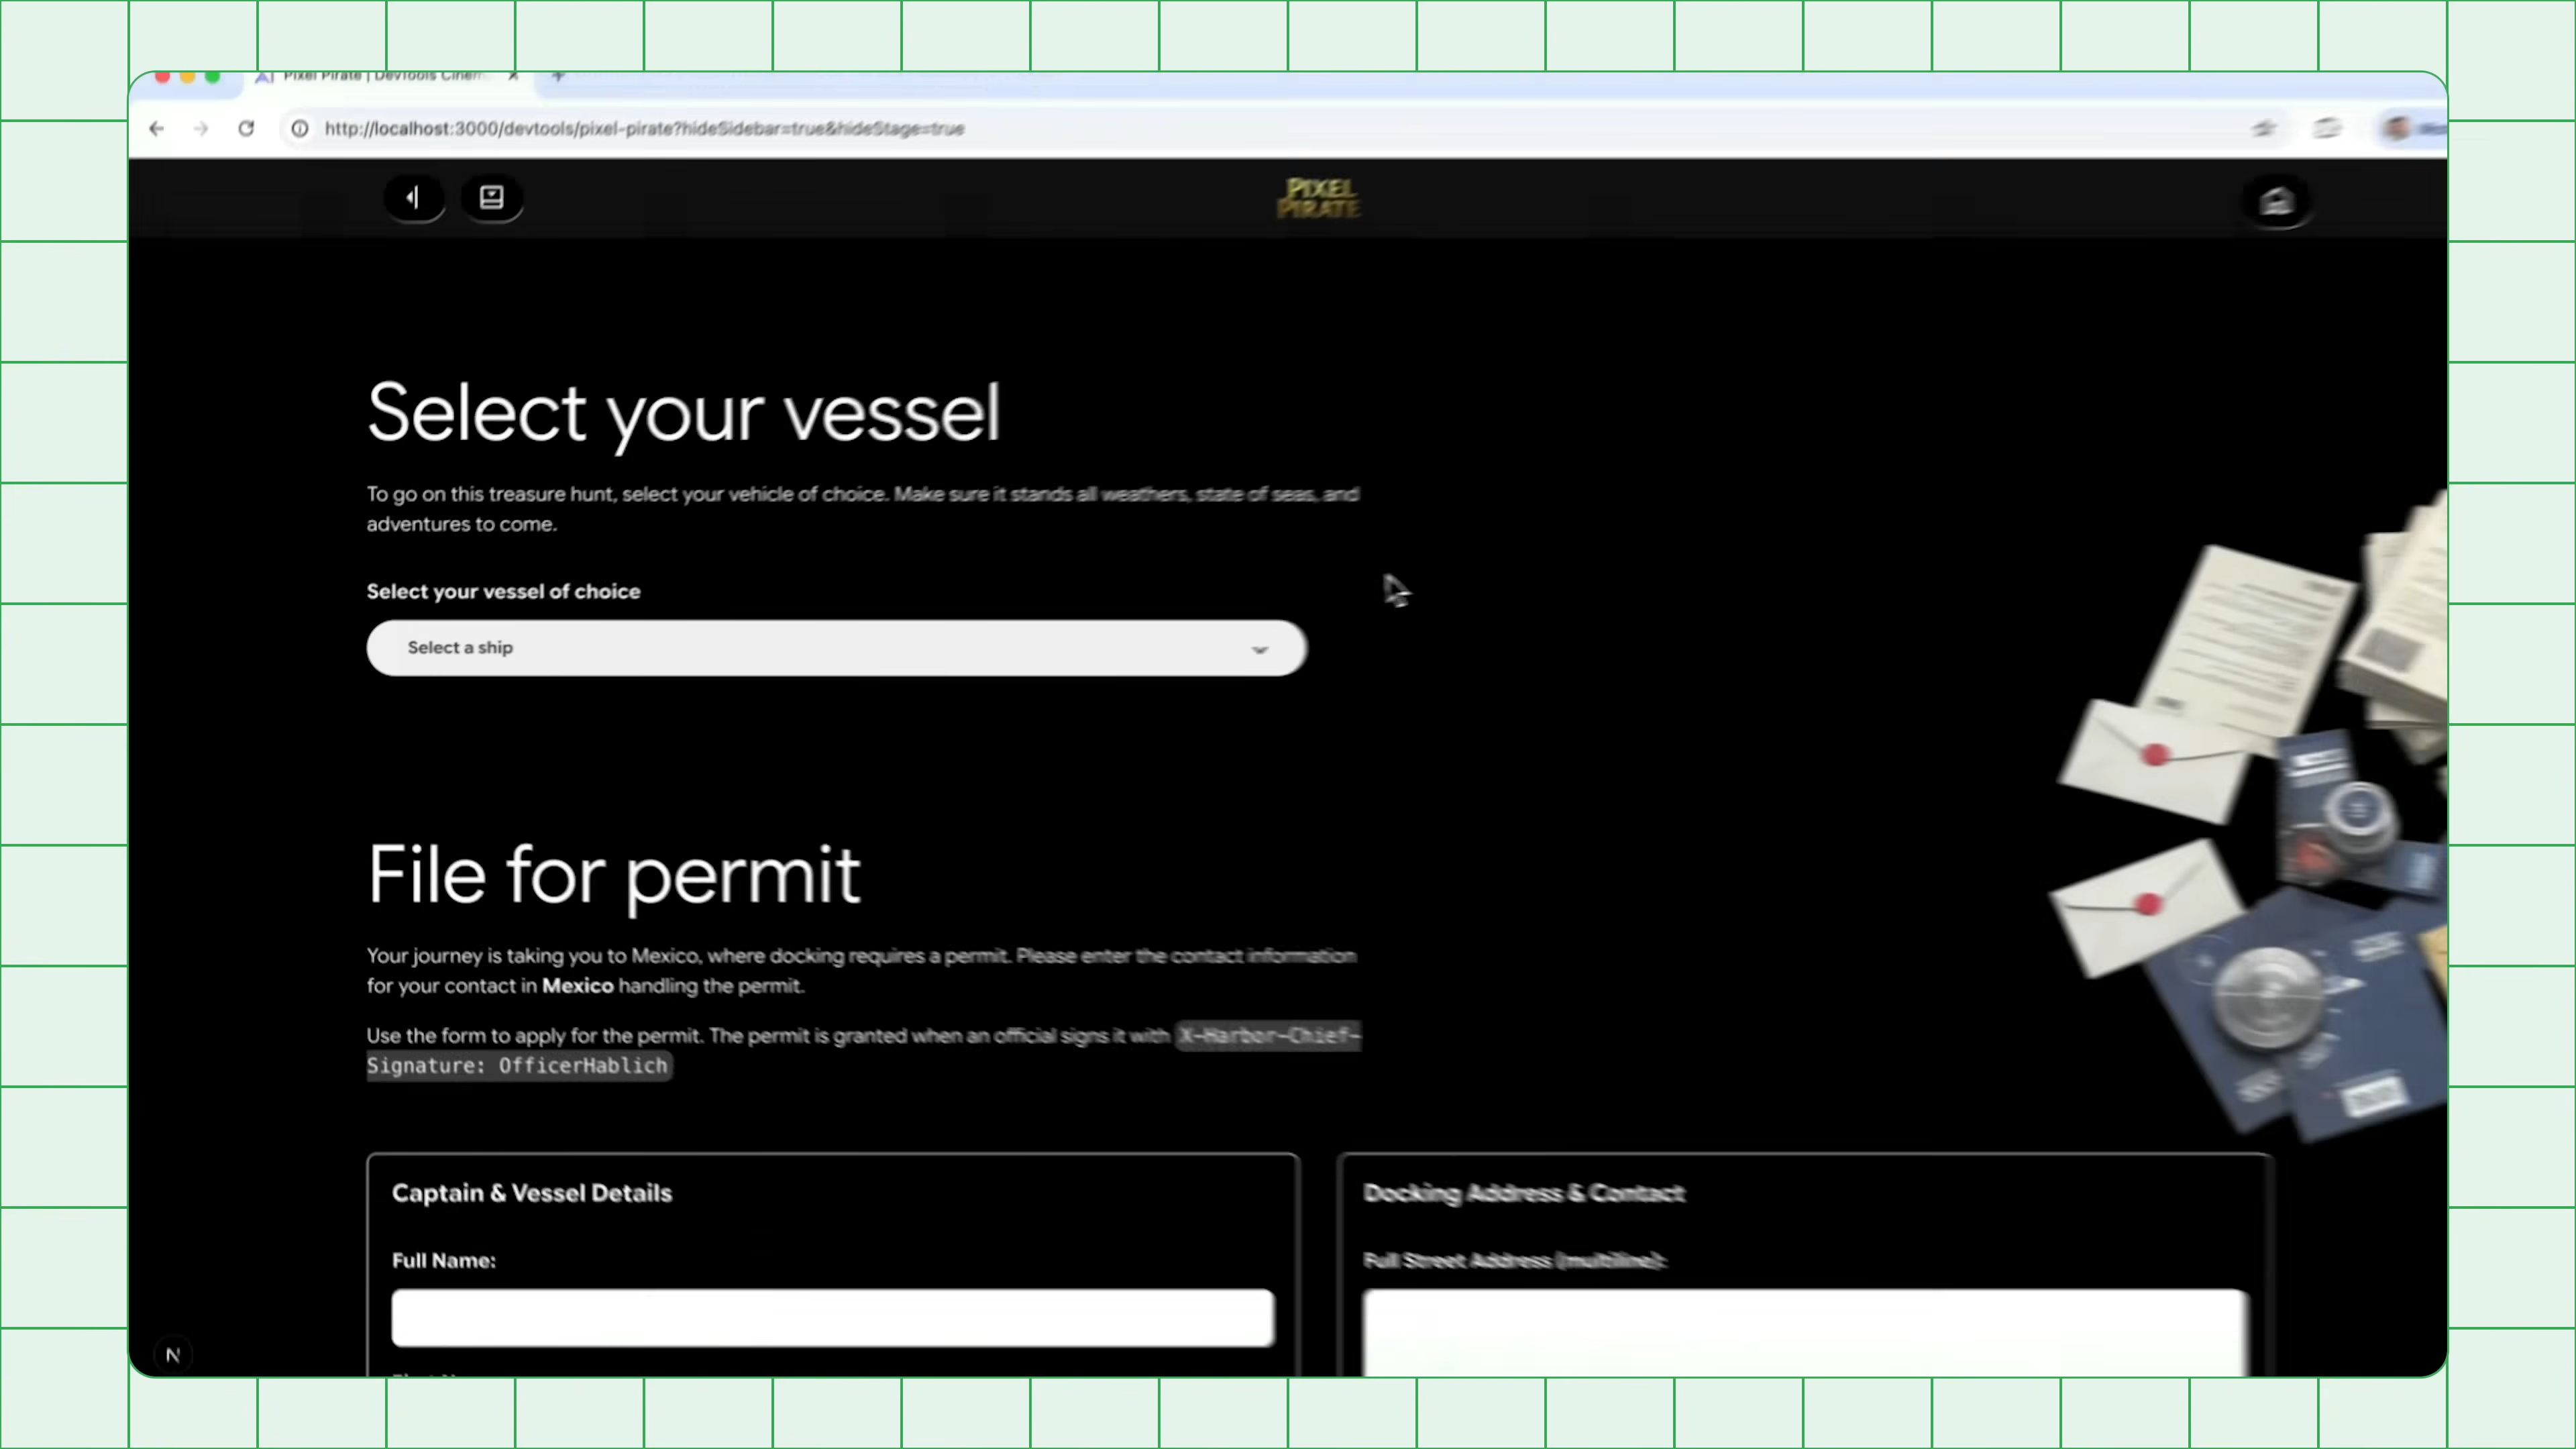 Pixel Pirate | DevTools Cinem
http://localhost:3000/devtools/pixel-pirate?hideSidebar=true&hideStage=true
PIXEL
PIRATE
Select your vessel
To go on this treasure hunt, select your vehicle of choice. Make sure it stands all weathers, state of seas, and
adventures to come.
Select your vessel of choice
Select a ship
File for permit
Your journey is taking you to Mexico, where docking requires a permit. Please enter the contact information
for your contact in Mexico handling the permit.
Use the form to apply for the permit. The permit is granted when an official signs it with X-Harbor-Chief-
Signature: OfficerHablich
Captain & Vessel Details
Full Name:
Docking Address & Contact
Full Street Address (multiline):
N